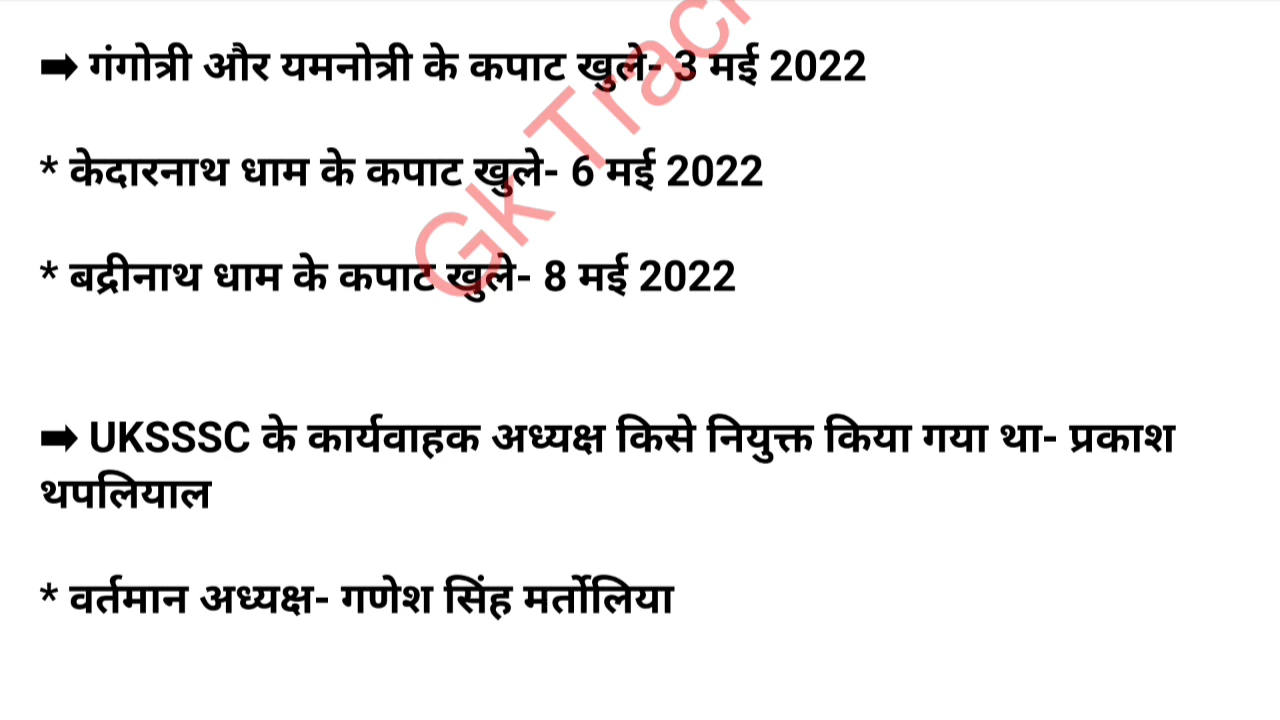 ➡ गंगोत्री और यमनोत्री के कपाट खुले- 3 मई 2022
* केदारनाथ धाम के कपाट खुले- 6 मई 2022
* बद्रीनाथ धाम के कपाट खुले- 8 मई 2022
➡ UKSSSC के कार्यवाहक अध्यक्ष किसे नियुक्त किया गया था- प्रकाश
थपलियाल
* वर्तमान अध्यक्ष- गणेश सिंह मर्तोलिया
Gk